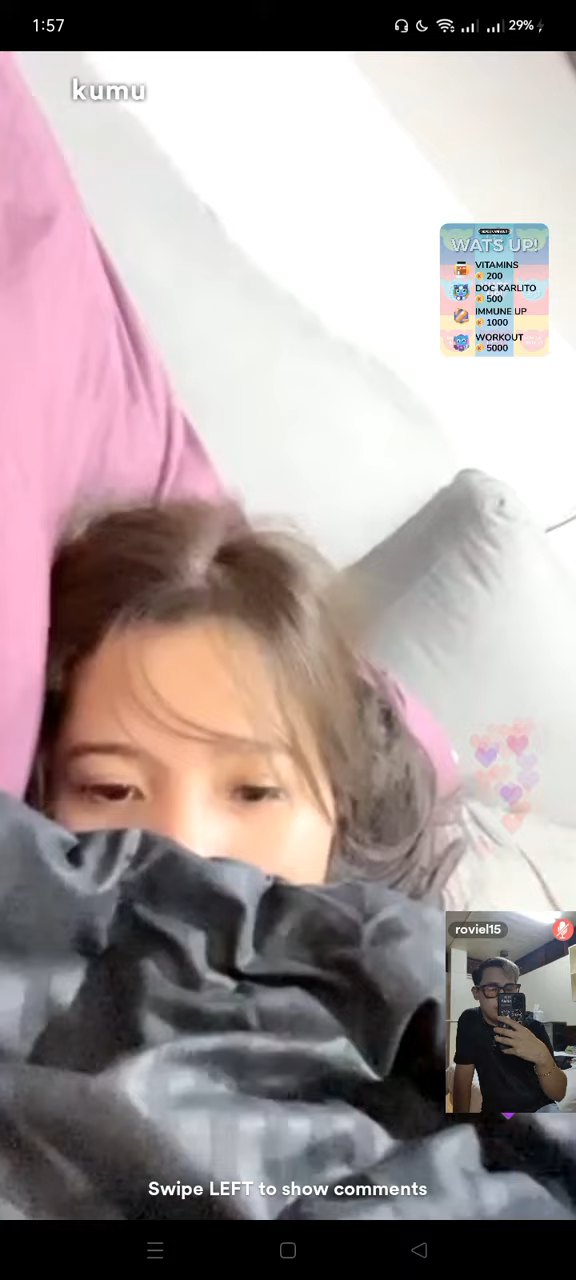 1:57
29%
kumu
WATS UP!
VITAMINS
200
DOC KARLITO
500
IMMUNE UP
1000
WORKOUT
5000
roviel15
Swipe LEFT to show comments